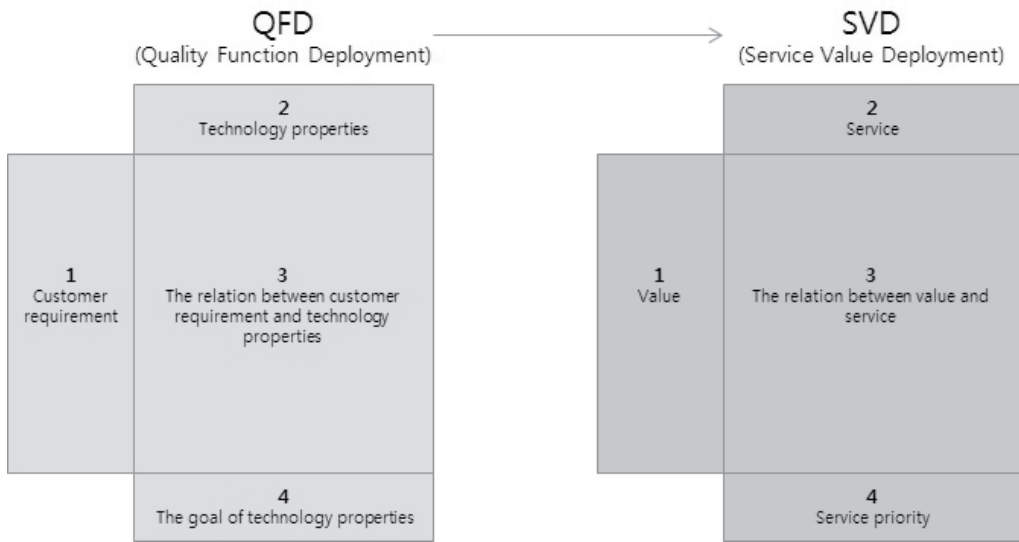 QFD
(Quality Function Deployment)
2
Technology properties
1
Customer
requirement
3
The relation between customer
requirement and technology
properties
4
The goal of technology properties
SVD
(Service Value Deployment)
2
Service
1
Value
3
The relation between value and
service
4
Service priority